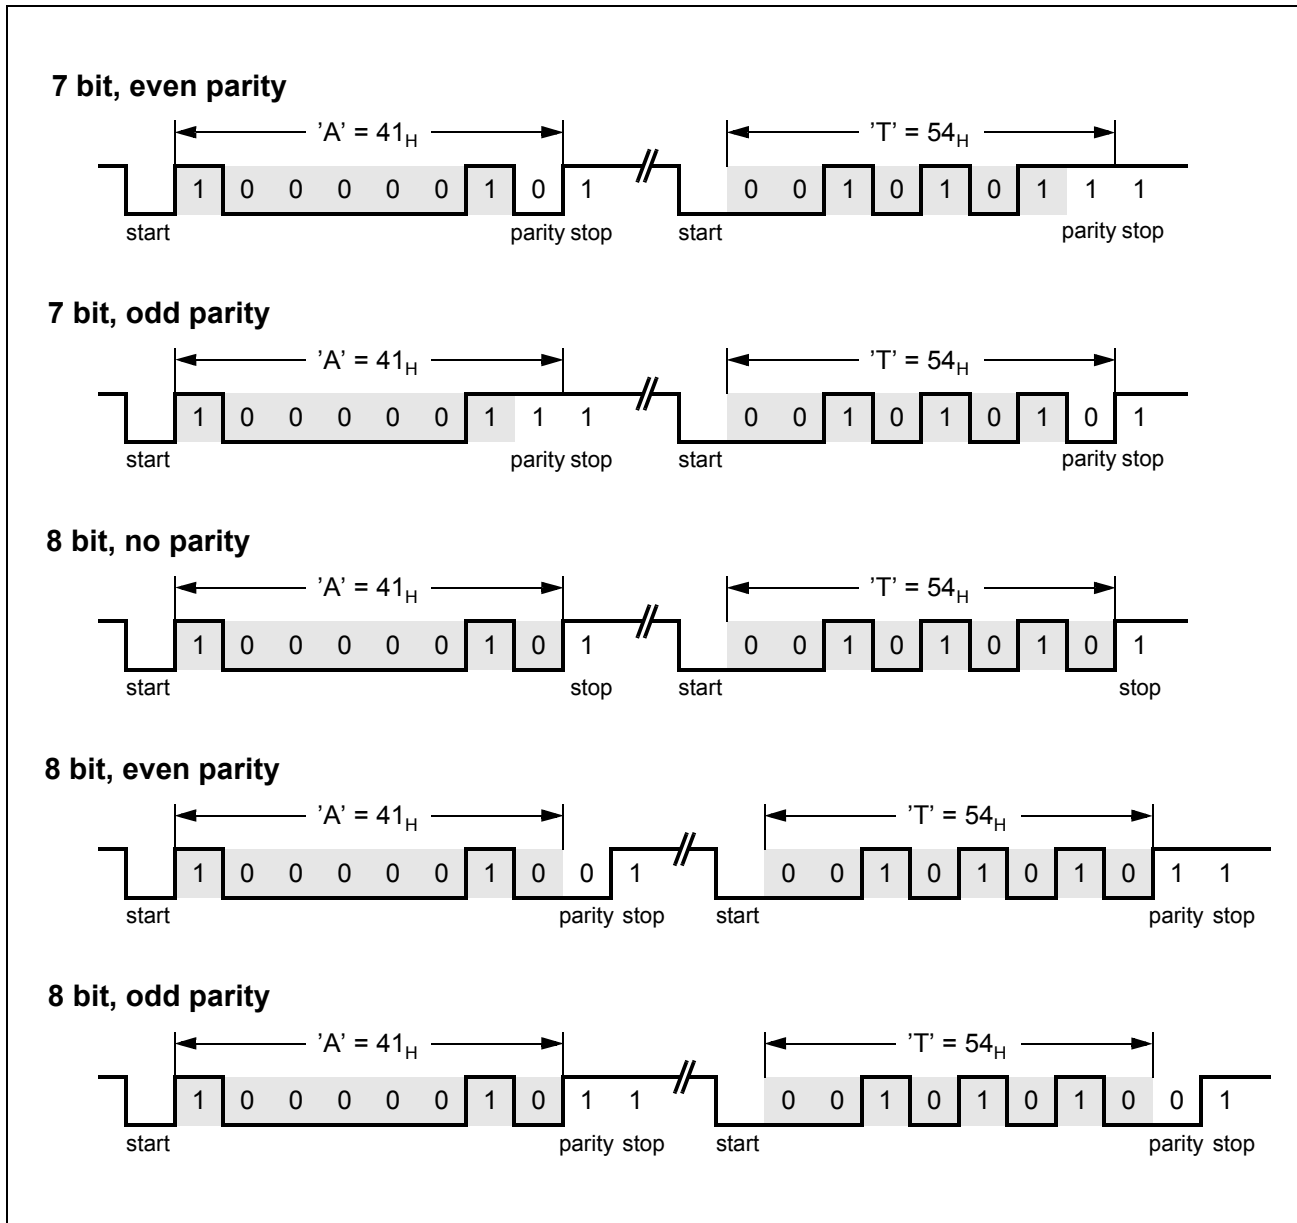 7 bit, even parity
’A’ = 41H ’T’ = 54H
1 0 0 0 0 0 1 0 1 0 0 1 0 1 0 1 1 1
start parity stop start parity stop
7 bit, odd parity
’A’ = 41H ’T’ = 54H
1 0 0 0 0 0 1 1 1 0 0 1 0 1 0 1 0 1
start parity stop start parity stop
8 bit, no parity
’A’ = 41H ’T’ = 54H
1 0 0 0 0 0 1 0 1 0 0 1 0 1 0 1 0 1
start stop start stop
8 bit, even parity
’A’ = 41H ’T’ = 54H
1 0 0 0 0 0 1 0 0 1 0 0 1 0 1 0 1 0 1 1
start parity stop start parity stop
8 bit, odd parity
’A’ = 41H ’T’ = 54H
1 0 0 0 0 0 1 0 1 1 0 0 1 0 1 0 1 0 0 1
start parity stop start parity stop